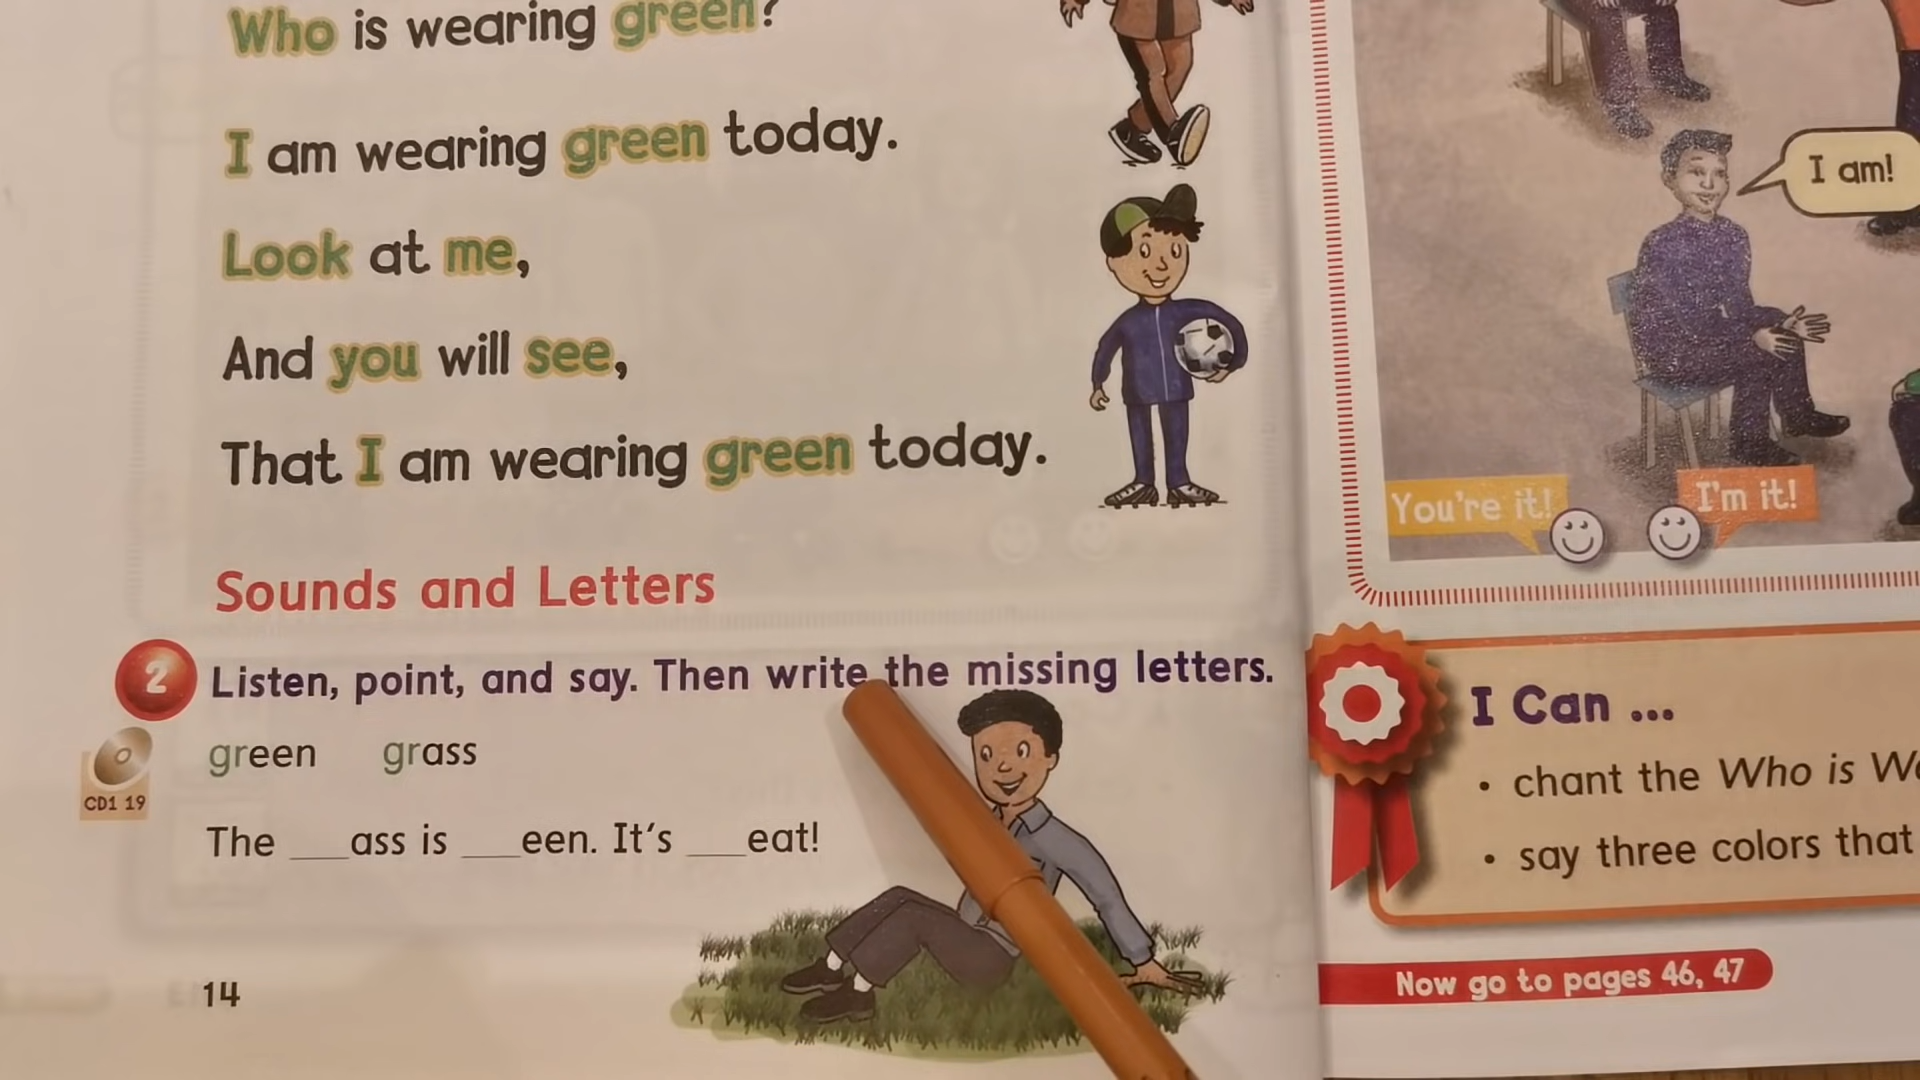 Who is wearing green?
I am wearing green today.
Look at me,
And you will see,
That I am wearing green today.
Sounds and Letters
2 Listen, point, and say. Then write the missing letters.
CD1 19
green grass
The ___ass is ___een. It's ___eat!
14
I am!
You're it!
I'm it!
I Can ...
• chant the Who is
• say three colors that
Now go to pages 46, 47